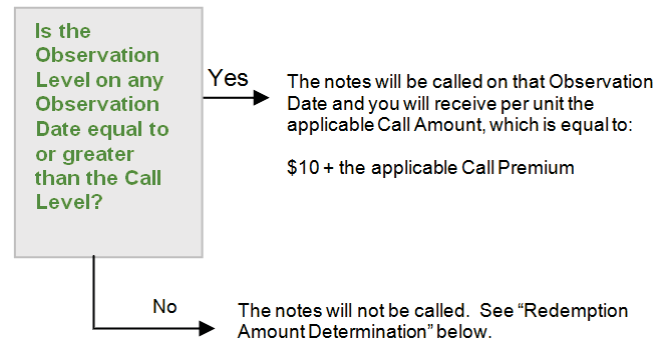 Is the
Observation
Level on any
Observation
Date equal to
or greater
than the Call
Level?
Yes
The notes will be called on that Observation
Date and you will receive per unit the
applicable Call Amount, which is equal to:
$10 + the applicable Call Premium
No
The notes will not be called.  See “Redemption
Amount Determination” below.